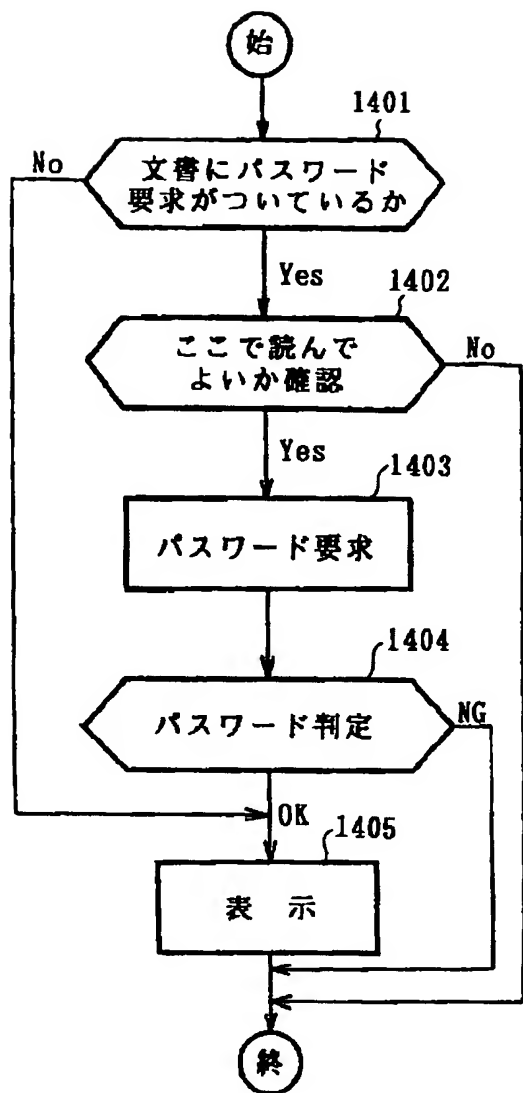 始
1401
No
文書にパスワード
要求がついているか
Yes
1402
ここで読んで
よいか確認
No
Yes
1403
パスワード要求
1404
パスワード判定
NG
OK
1405
表 示
終